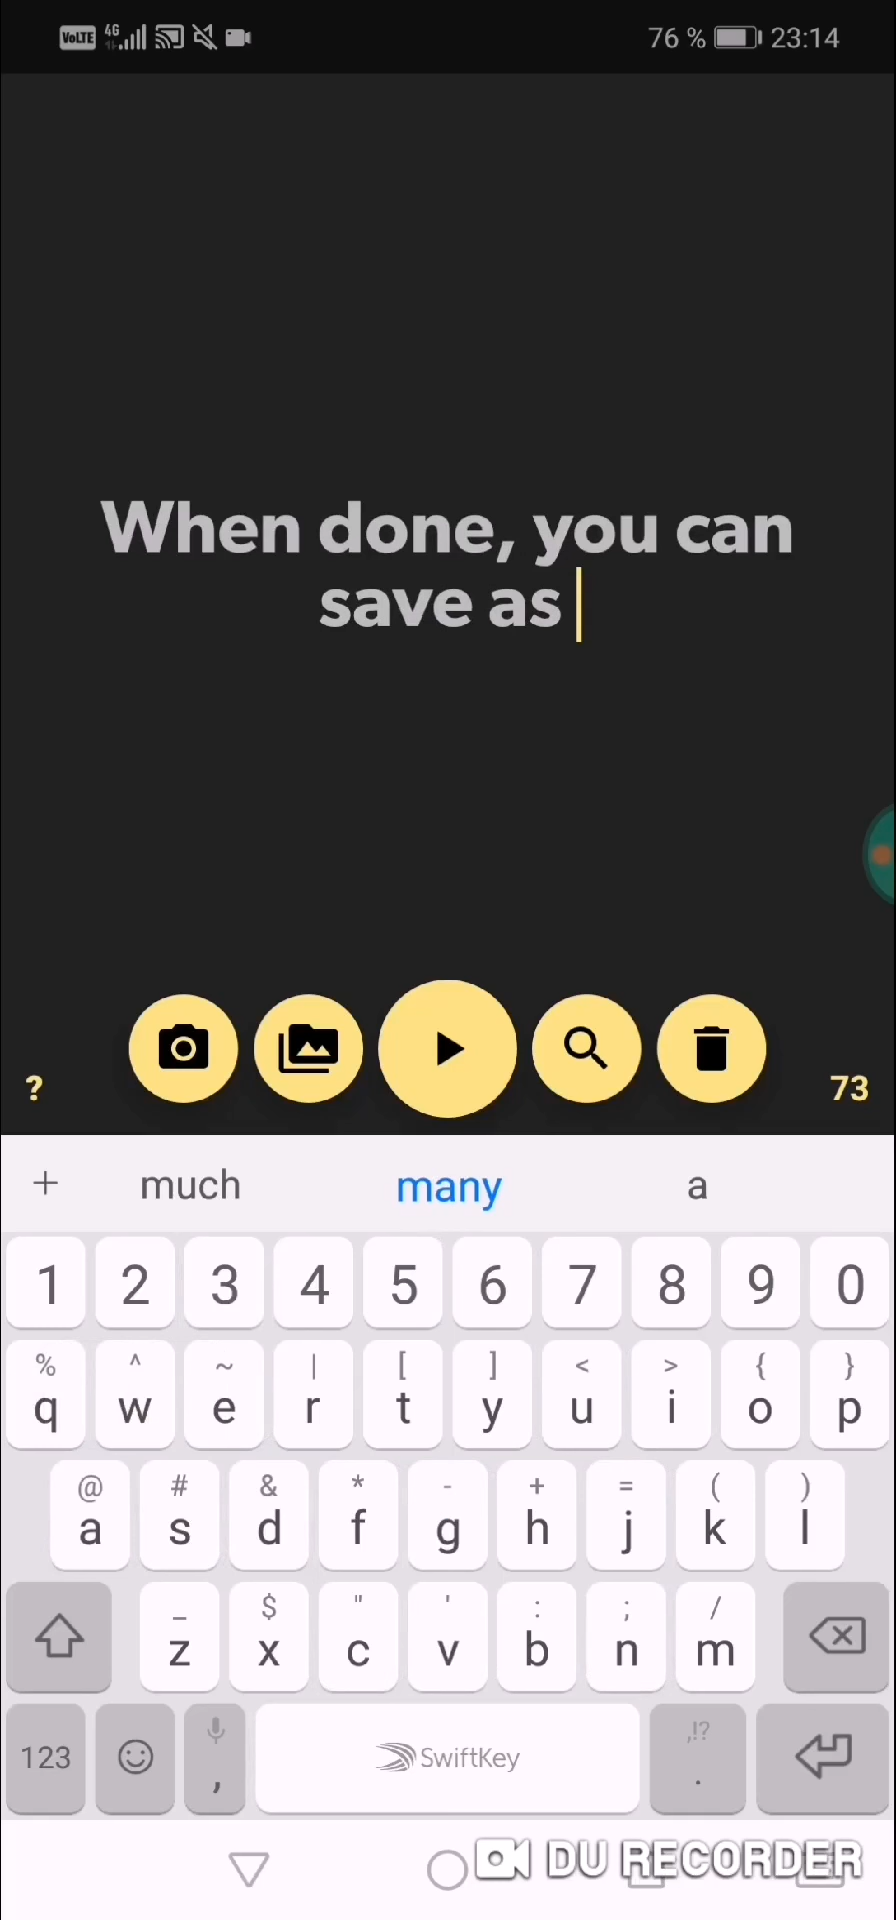 VoLTE 4G 76 % 23:14
When done, you can
save as
? 73
+ much many a
1 2 3 4 5 6 7 8 9 0
% ^ ~ | [ ] < > { }
q w e r t y u i o p
@ # & * - + = ( )
a s d f g h j k l
_ $ " ' : ; /
z x c v b n m
,!?
123 , SwiftKey .
DU RECORDER